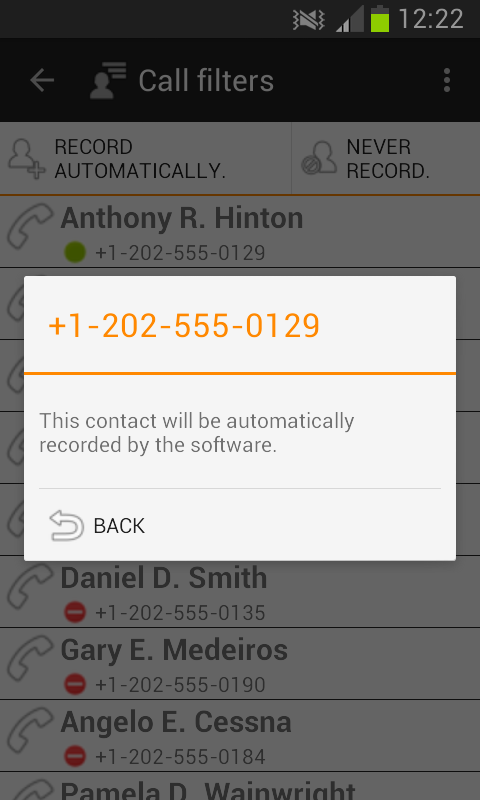 12:22
Call filters
RECORD
AUTOMATICALLY.
NEVER
RECORD.
Anthony R. Hinton
+1-202-555-0129
+1-202-555-0129
This contact will be automatically
recorded by the software.
BACK
Daniel D. Smith
+1-202-555-0135
Gary E. Medeiros
+1-202-555-0190
Angelo E. Cessna
+1-202-555-0184
Pamela D. Wainwright